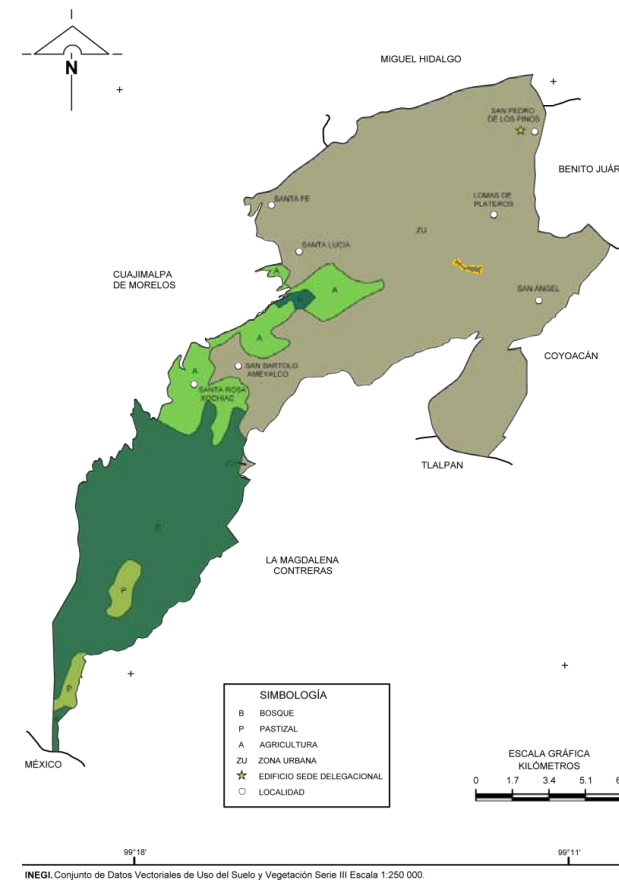 N
MIGUEL HIDALGO
SAN PEDRO
DE LOS PINOS
BENITO JUÁR
SANTA FE
LOMAS DE
PLATEROS
ZU
SANTA LUCÍA
A
CUAJIMALPA
DE MORELOS
A
B
SAN ÁNGEL
A
COYOACÁN
SAN BARTOLO
AMEYALCO
A
SANTA ROSA
XOCHIAC
TLALPAN
B
LA MAGDALENA
CONTRERAS
P
P
MÉXICO
SIMBOLOGÍA
B BOSQUE
P PASTIZAL
A AGRICULTURA
ZU ZONA URBANA
EDIFICIO SEDE DELEGACIONAL
LOCALIDAD
ESCALA GRÁFICA
KILÓMETROS
0 1.7 3.4 5.1 6
99°18' 99°11'
INEGI. Conjunto de Datos Vectoriales de Uso del Suelo y Vegetación Serie III Escala 1:250 000.